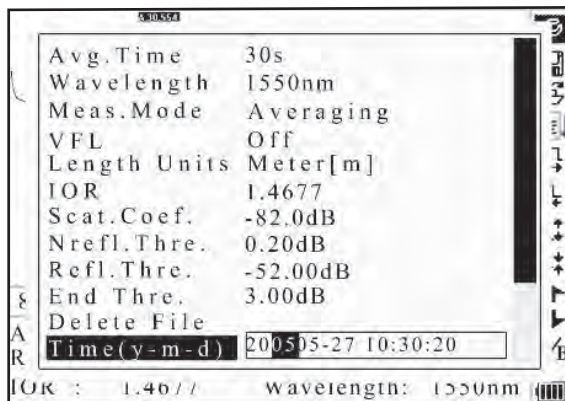 Avg.Time 30s
Wavelength 1550nm
Meas.Mode Averaging
VFL Off
Length Units Meter[m]
IOR 1.4677
Scat.Coef. -82.0dB
Nrefl.Thre. 0.20dB
Refl.Thre. -52.00dB
End Thre. 3.00dB
Delete File
Time(y-m-d) 200505-27 10:30:20
A
R
IOR : 1.4677 Wavelength: 1550nm